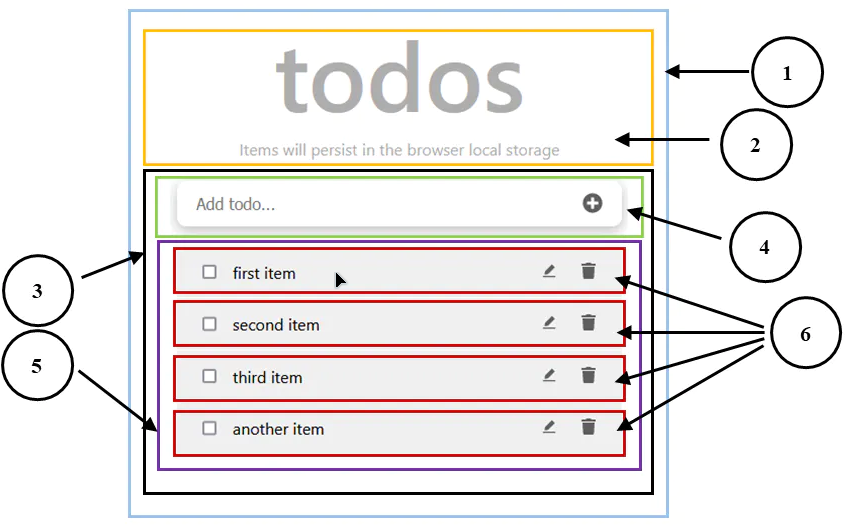 todos
1
Items will persist in the browser local storage
2
Add todo...
4
3
first item
second item
6
5
third item
another item